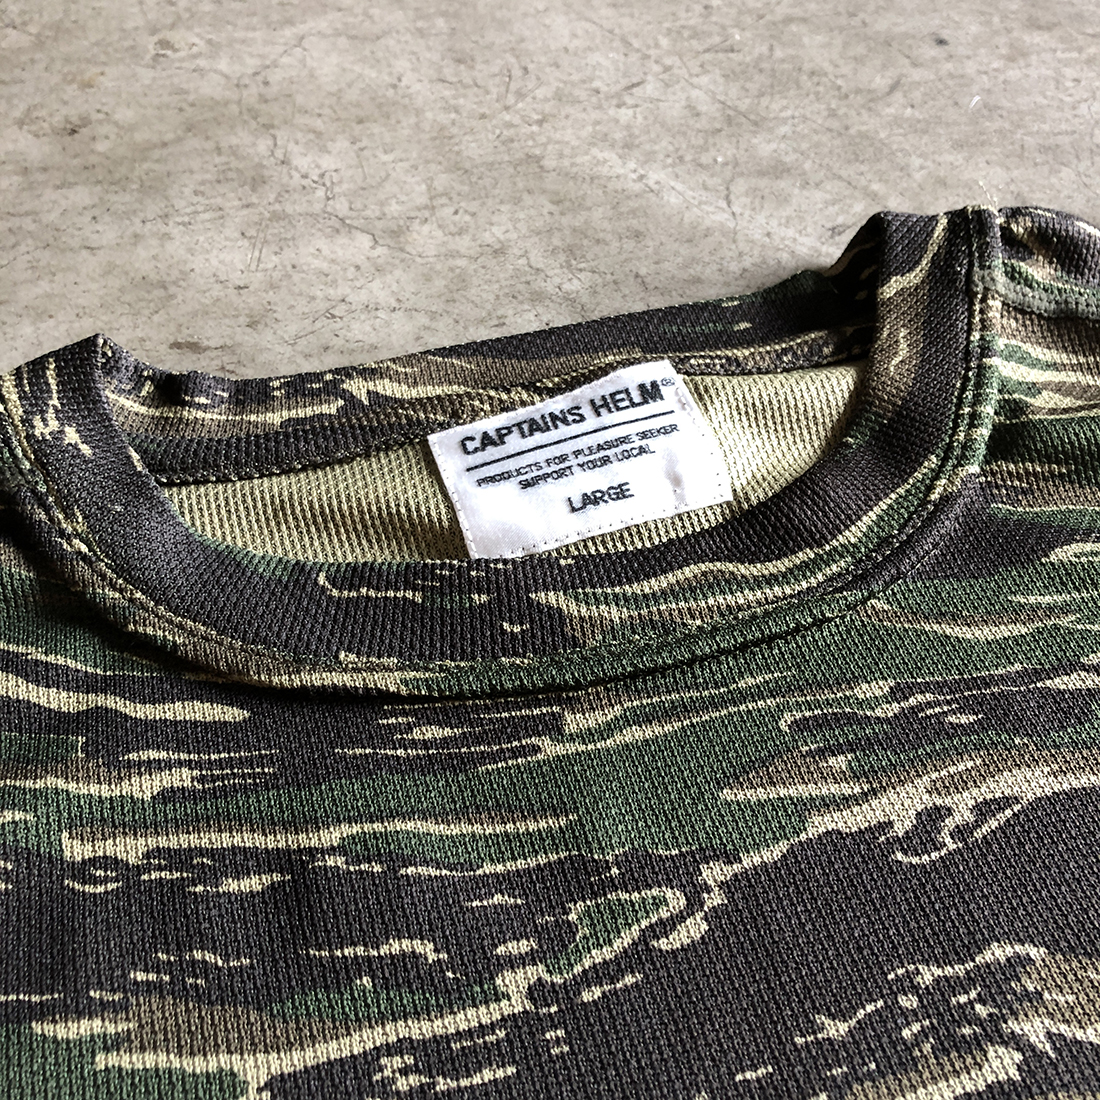 CAPTAINS HELM®
PRODUCTS FOR PLEASURE SEEKER
SUPPORT YOUR LOCAL
LARGE